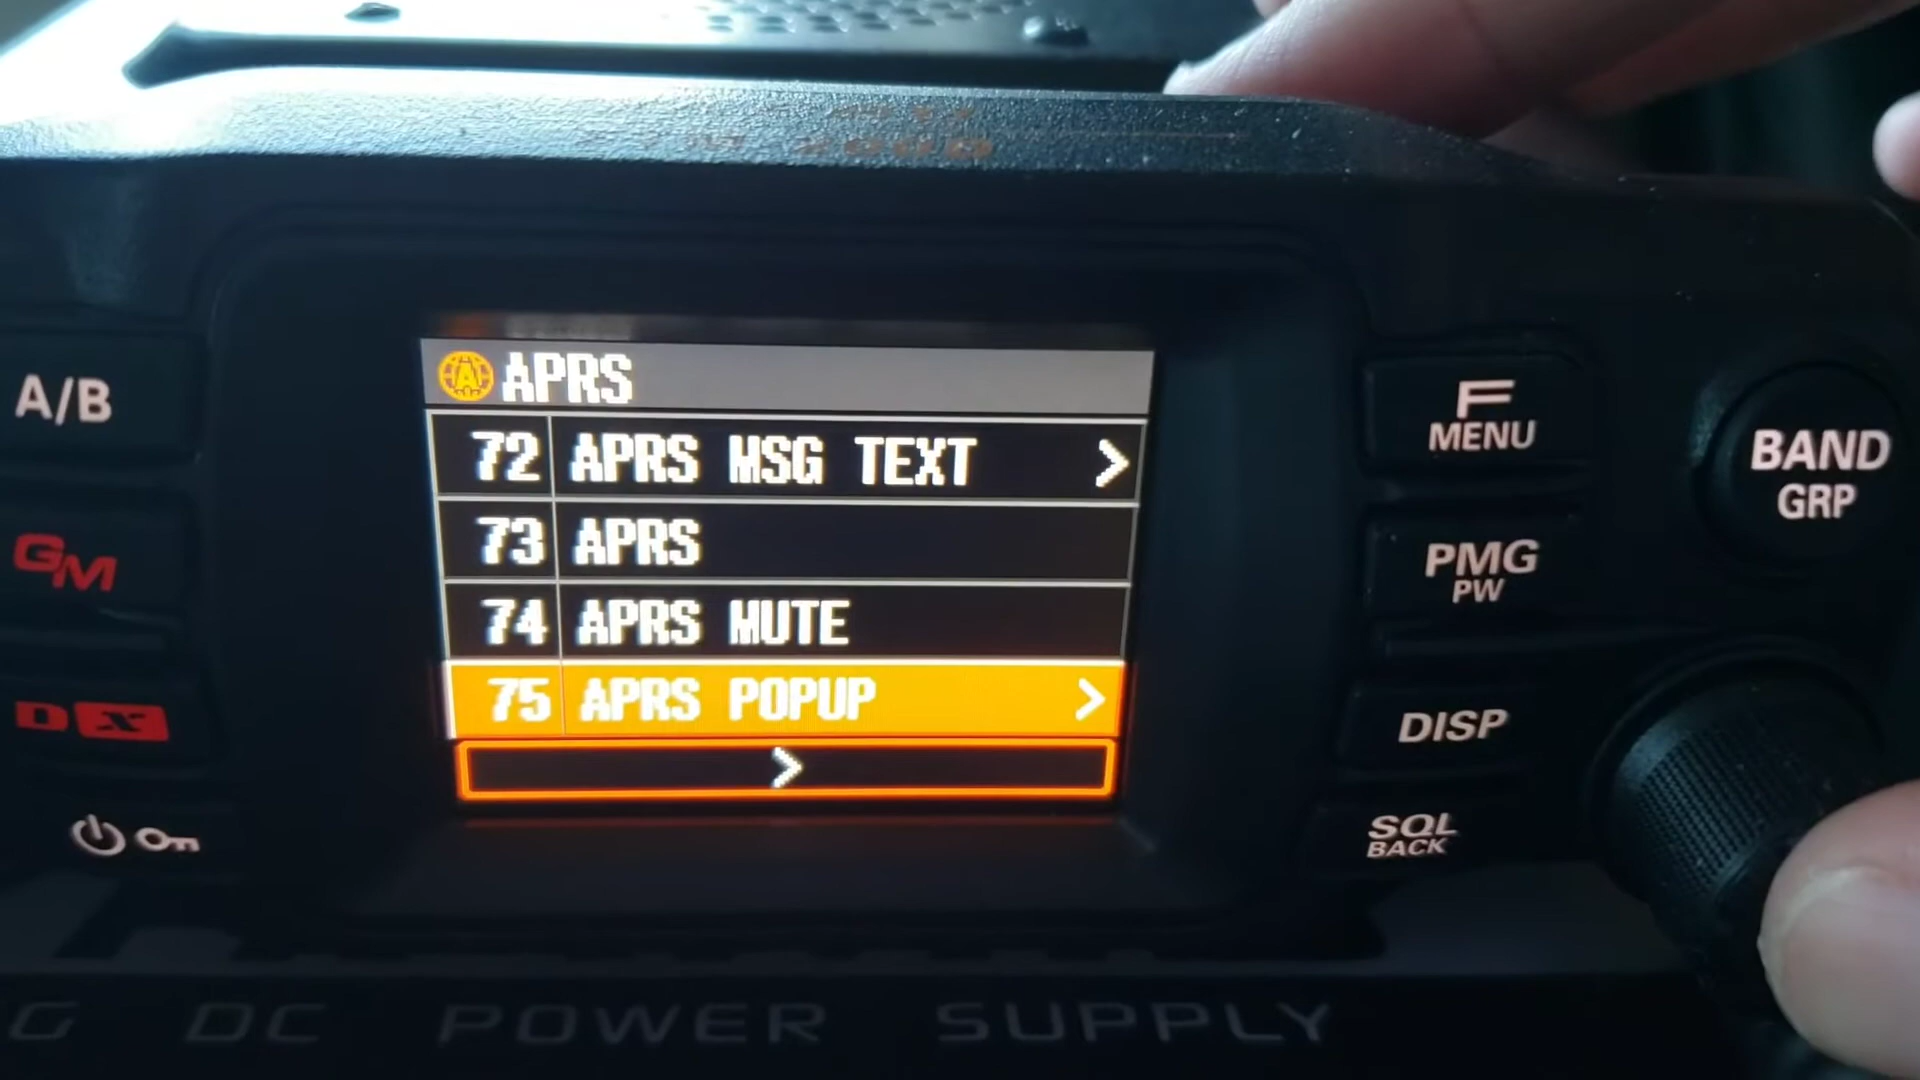 A/B
GM
DX
APRS
72 APRS MSG TEXT >
73 APRS
74 APRS MUTE
75 APRS POPUP >
>
F
MENU
PMG
PW
DISP
SQL
BACK
BAND
GRP
G DC POWER SUPPLY